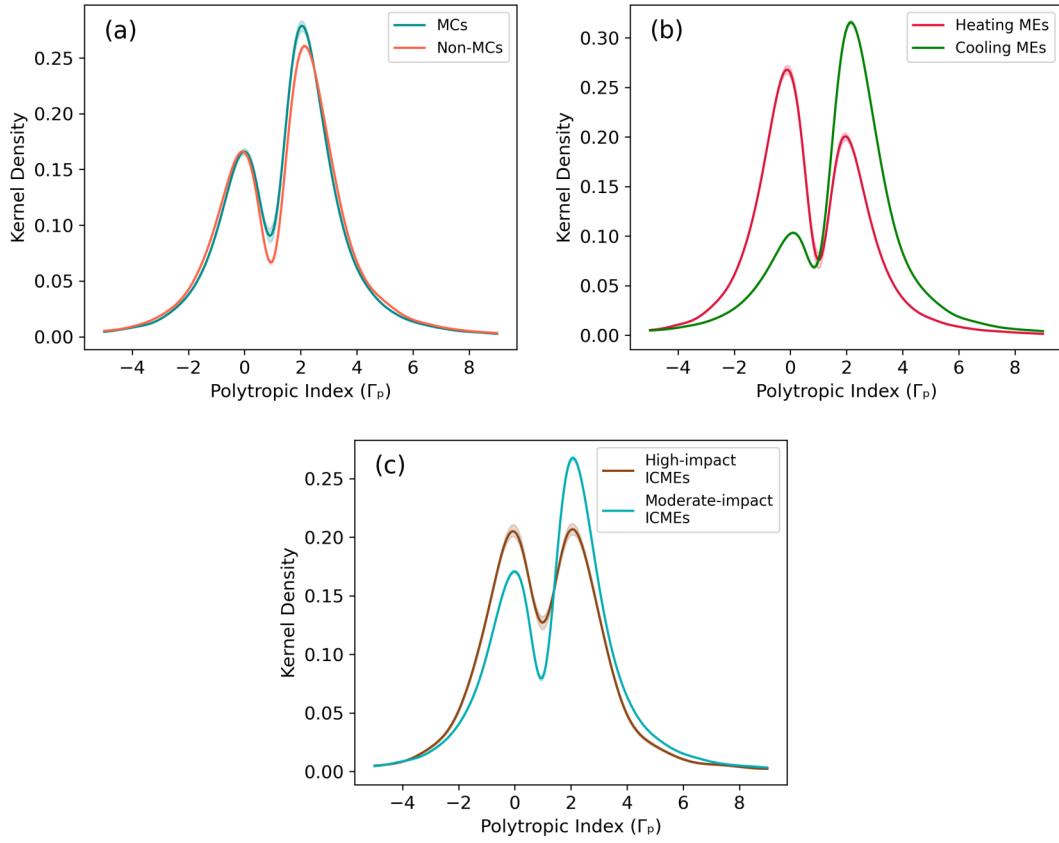 (a)
MCs
Non-MCs
Kernel Density
0.25
0.20
0.15
0.10
0.05
0.00
−4 −2 0 2 4 6 8
Polytropic Index (Γₚ)
(b)
Heating MEs
Cooling MEs
Kernel Density
0.30
0.25
0.20
0.15
0.10
0.05
0.00
−4 −2 0 2 4 6 8
Polytropic Index (Γₚ)
(c)
High-impact
ICMEs
Moderate-impact
ICMEs
Kernel Density
0.25
0.20
0.15
0.10
0.05
0.00
−4 −2 0 2 4 6 8
Polytropic Index (Γₚ)